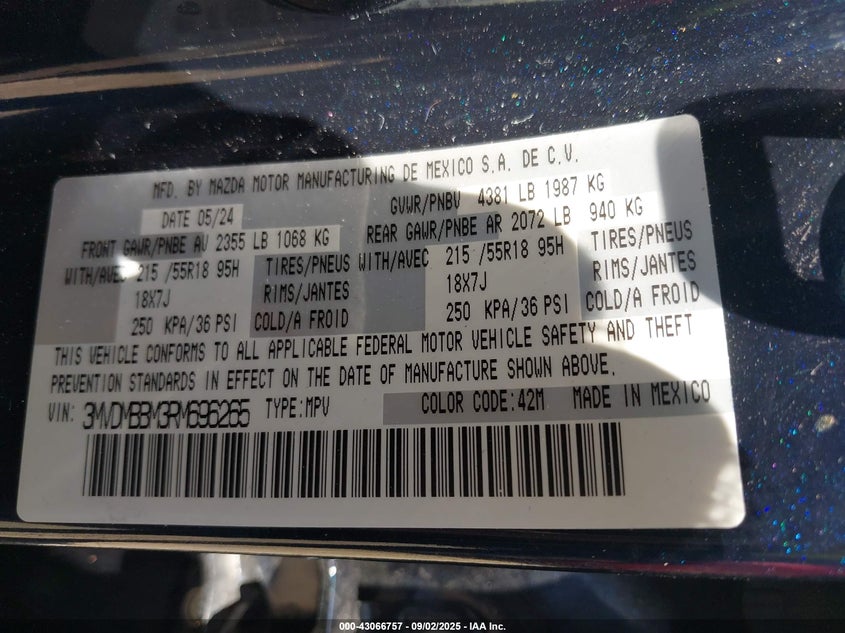 MFD. BY MAZDA MOTOR MANUFACTURING DE MEXICO S.A. DE C.V.
DATE 05/24 GVWR/PNBV 4381 LB 1987 KG
FRONT GAWR/PNBE AV 2355 LB 1068 KG REAR GAWR/PNBE AR 2072 LB 940 KG
WITH/AVEC 215 /55R18 95H TIRES/PNEUS WITH/AVEC 215 /55R18 95H TIRES/PNEUS
18X7J RIMS/JANTES 18X7J RIMS/JANTES
250 KPA/36 PSI COLD/A FROID 250 KPA/36 PSI COLD/A FROID
THIS VEHICLE CONFORMS TO ALL APPLICABLE FEDERAL MOTOR VEHICLE SAFETY AND THEFT
PREVENTION STANDARDS IN EFFECT ON THE DATE OF MANUFACTURE SHOWN ABOVE.
VIN: 3MVDMBBM3RM696265 TYPE:MPV COLOR CODE:42M MADE IN MEXICO
000-43066757 - 09/02/2025 - IAA Inc.